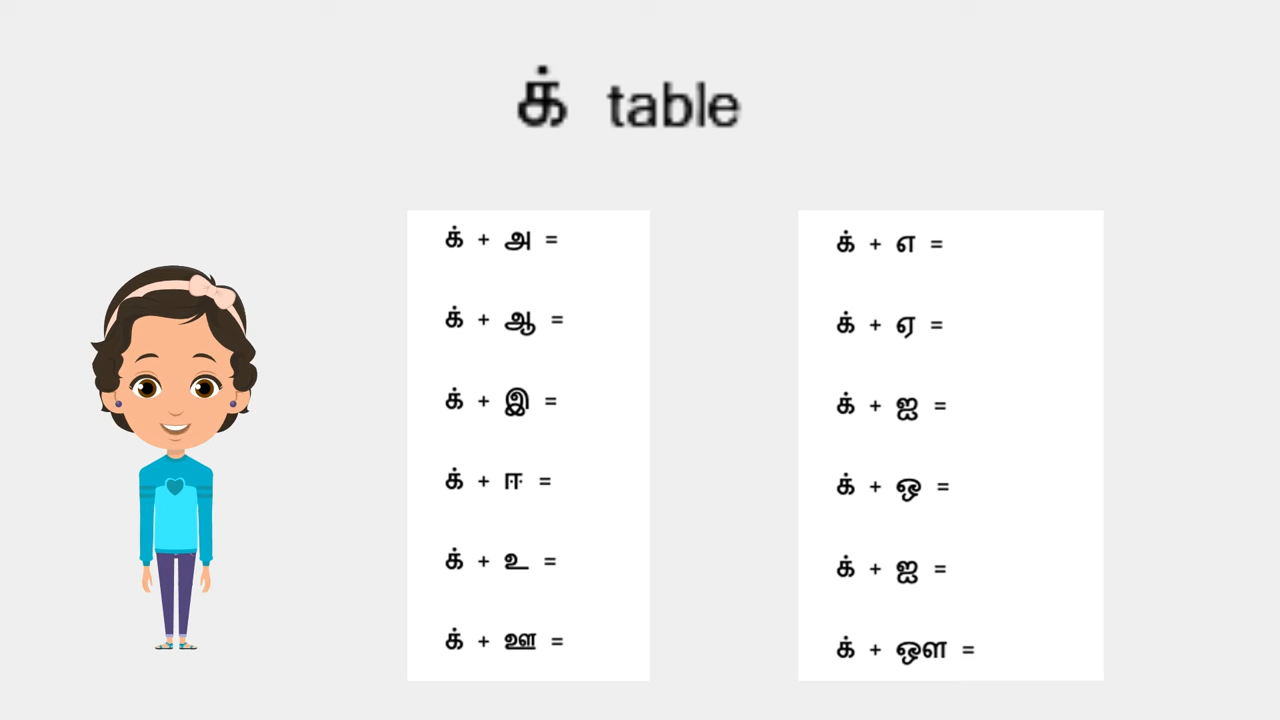 க் table
க் + அ =
க் + ஆ =
க் + இ =
க் + ஈ =
க் + உ =
க் + ஊ =
க் + எ =
க் + ஏ =
க் + ஐ =
க் + ஒ =
க் + ஐ =
க் + ஔ =